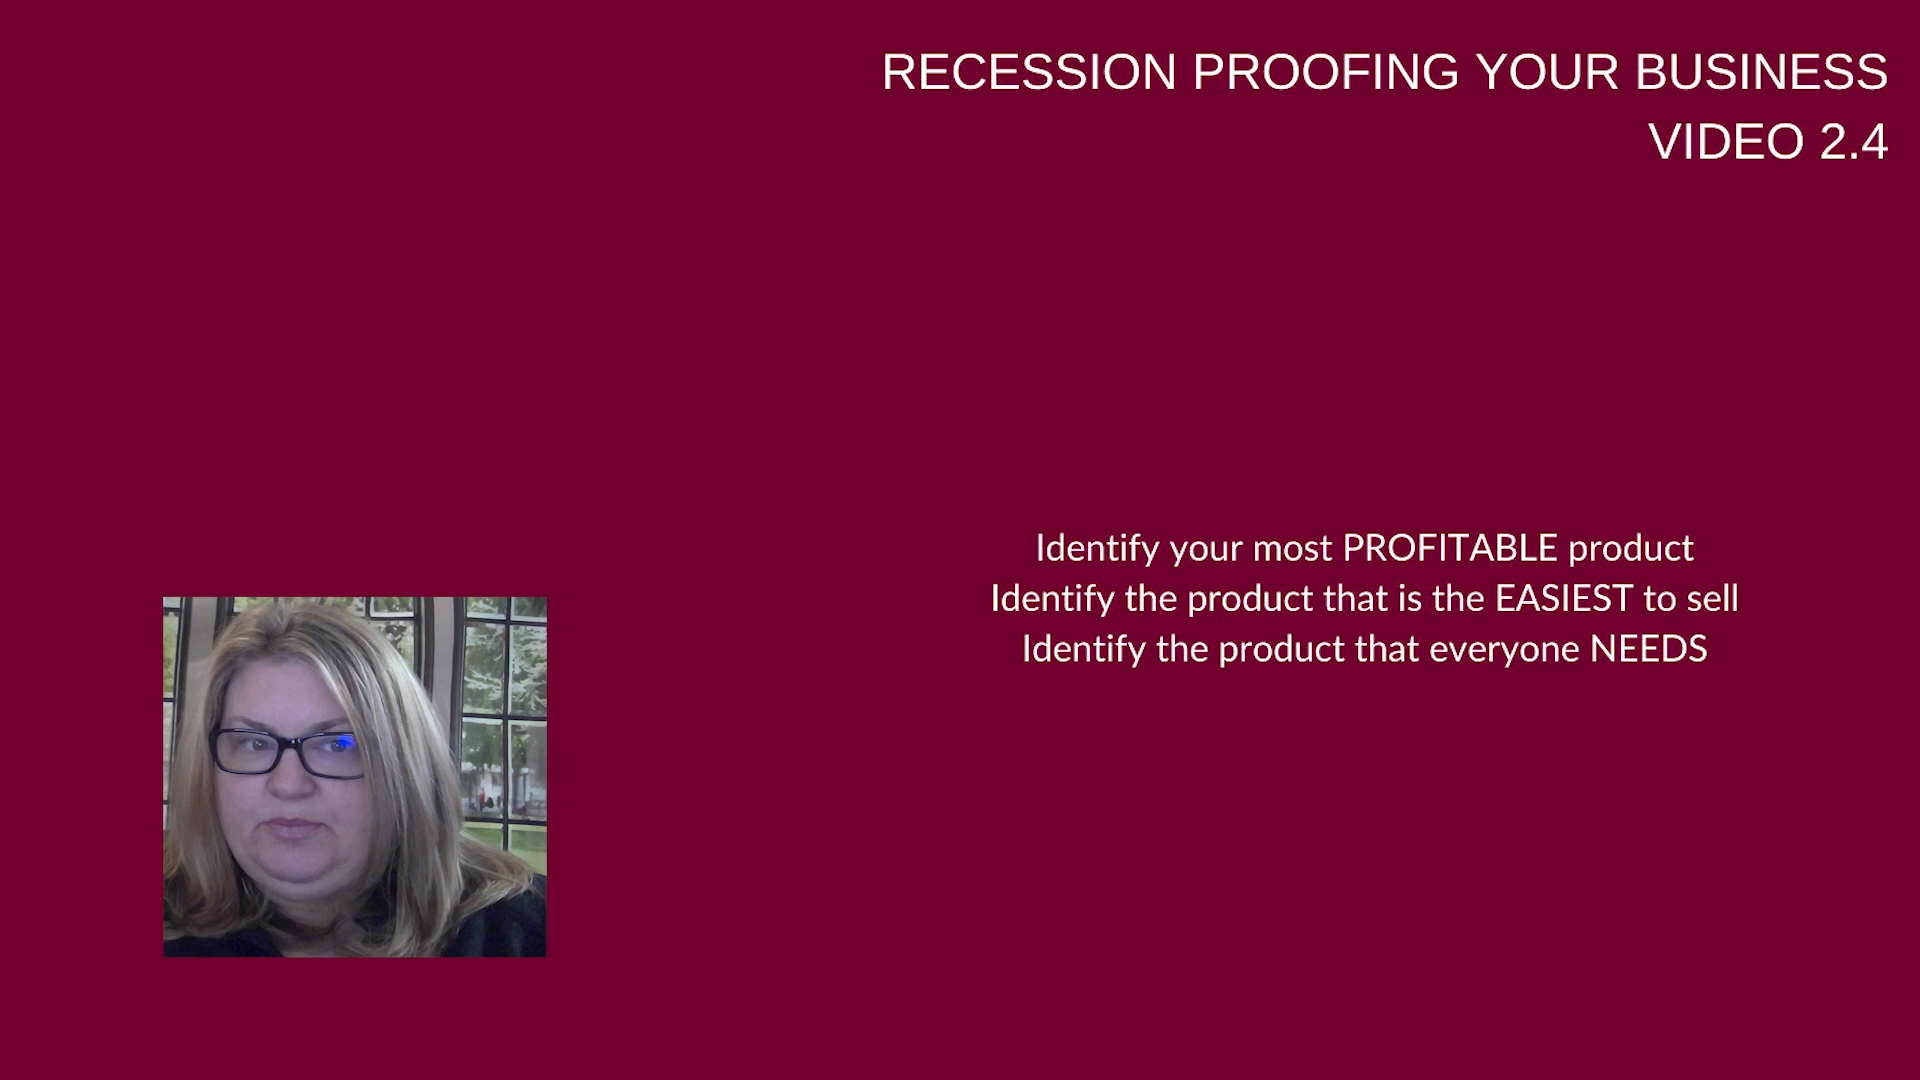 RECESSION PROOFING YOUR BUSINESS
VIDEO 2.4
Identify your most PROFITABLE product
Identify the product that is the EASIEST to sell
Identify the product that everyone NEEDS